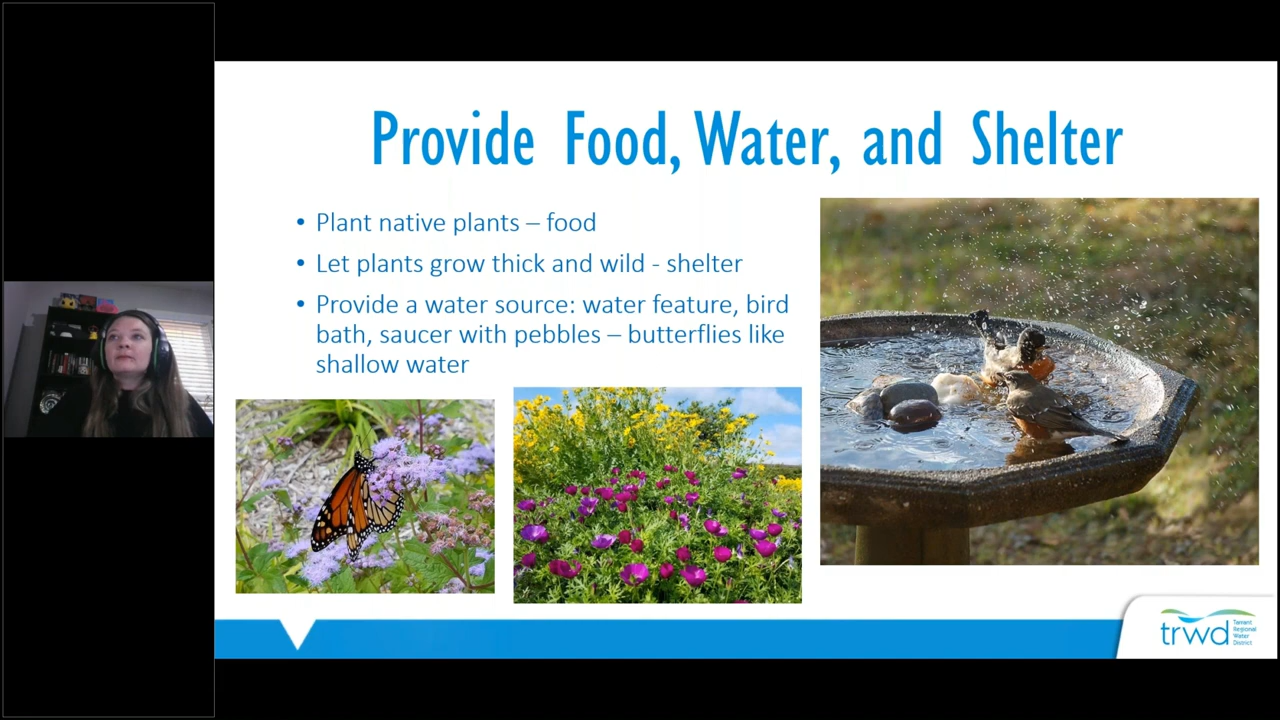 Provide Food, Water, and Shelter
• Plant native plants – food
• Let plants grow thick and wild - shelter
• Provide a water source: water feature, bird
bath, saucer with pebbles – butterflies like
shallow water
trwd
Tarrant
Regional
Water
District